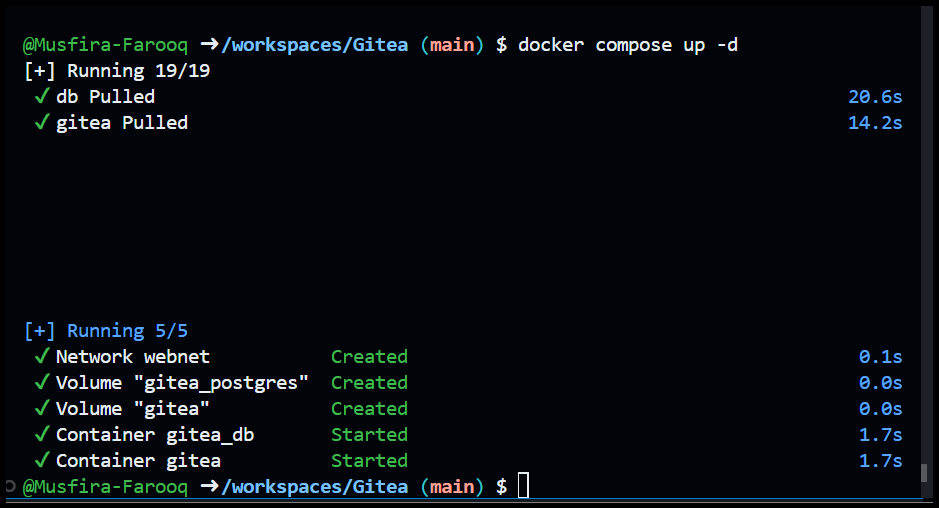 @Musfira-Farooq ➜/workspaces/Gitea (main) $ docker compose up -d
[+] Running 19/19
✓ db Pulled 20.6s
✓ gitea Pulled 14.2s
[+] Running 5/5
✓ Network webnet Created 0.1s
✓ Volume "gitea_postgres" Created 0.0s
✓ Volume "gitea" Created 0.0s
✓ Container gitea_db Started 1.7s
✓ Container gitea Started 1.7s
@Musfira-Farooq ➜/workspaces/Gitea (main) $